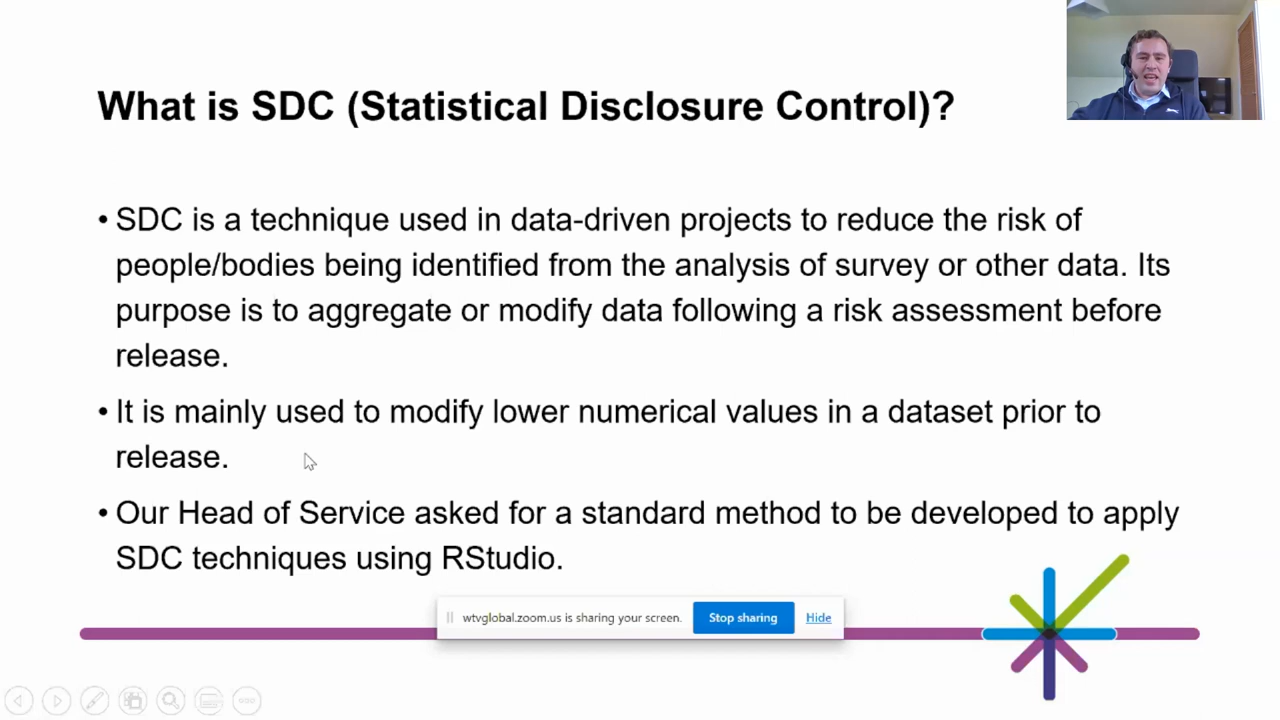 What is SDC (Statistical Disclosure Control)?
• SDC is a technique used in data-driven projects to reduce the risk of
people/bodies being identified from the analysis of survey or other data. Its
purpose is to aggregate or modify data following a risk assessment before
release.
• It is mainly used to modify lower numerical values in a dataset prior to
release.
• Our Head of Service asked for a standard method to be developed to apply
SDC techniques using RStudio.
wtvglobal.zoom.us is sharing your screen. Stop sharing Hide